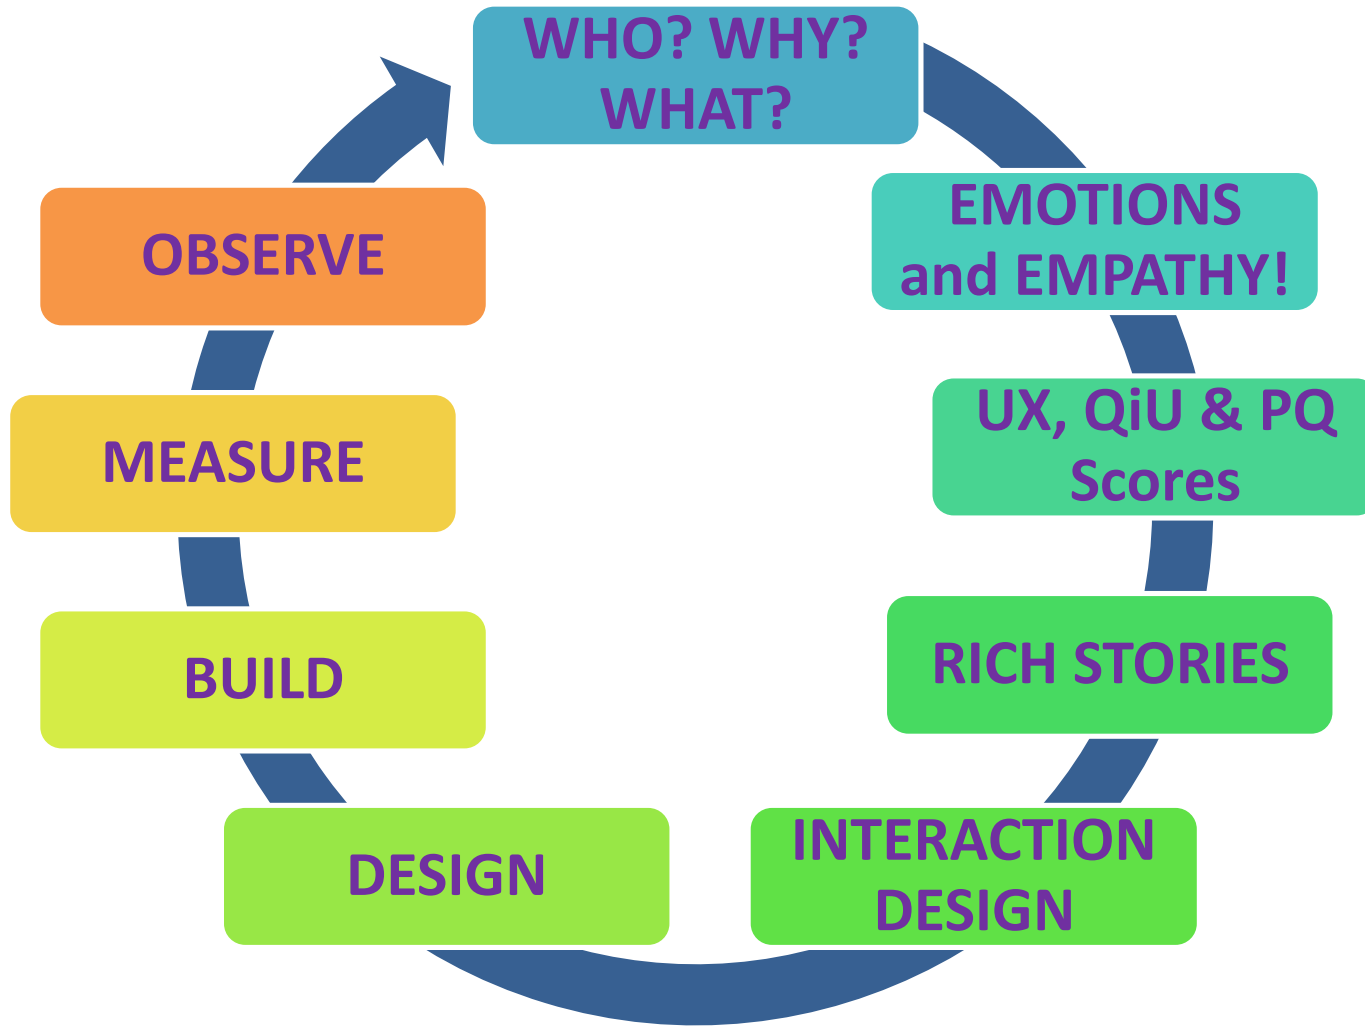 WHO? WHY?
WHAT?
EMOTIONS
and EMPATHY!
UX, QiU & PQ
Scores
RICH STORIES
INTERACTION
DESIGN
DESIGN
BUILD
MEASURE
OBSERVE